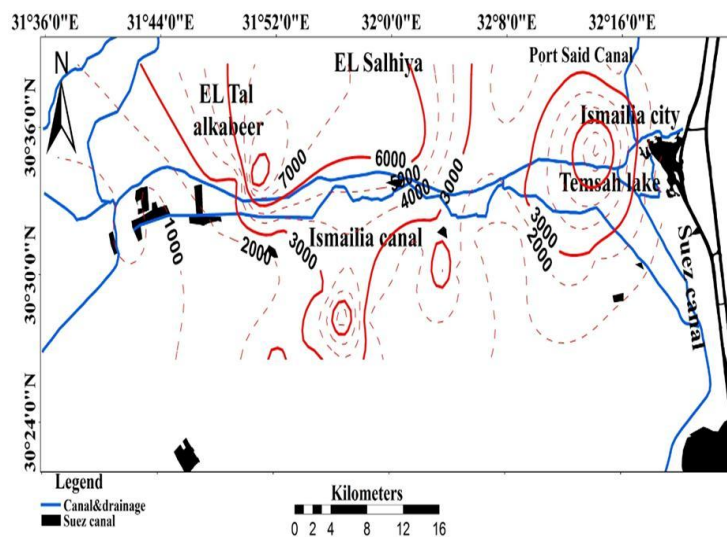 31°36'0"E 31°44'0"E 31°52'0"E 32°0'0"E 32°8'0"E 32°16'0"E
N
EL Salhiya
Port Said Canal
EL Tal
alkabeer
Ismailia city
30°36'0"N
7000
6000
5000
4000
3000
Temsah lake
3000
2000
1000
2000
3000
Ismailia canal
30°30'0"N
Suez canal
30°24'0"N
Legend
Canal&drainage
Suez canal
Kilometers
0 2 4 8 12 16